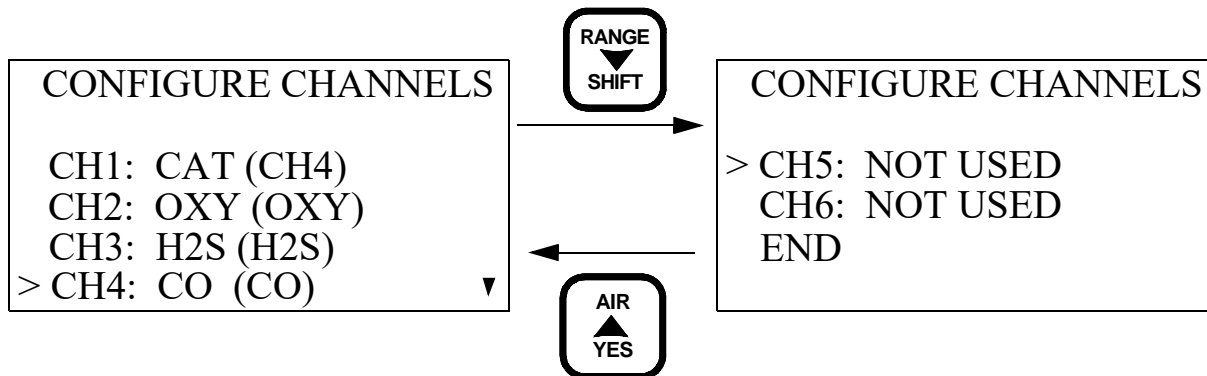 RANGE
SHIFT
CONFIGURE CHANNELS
CH1: CAT (CH4)
CH2: OXY (OXY)
CH3: H2S (H2S)
> CH4: CO (CO)
CONFIGURE CHANNELS
> CH5: NOT USED
CH6: NOT USED
END
AIR
YES